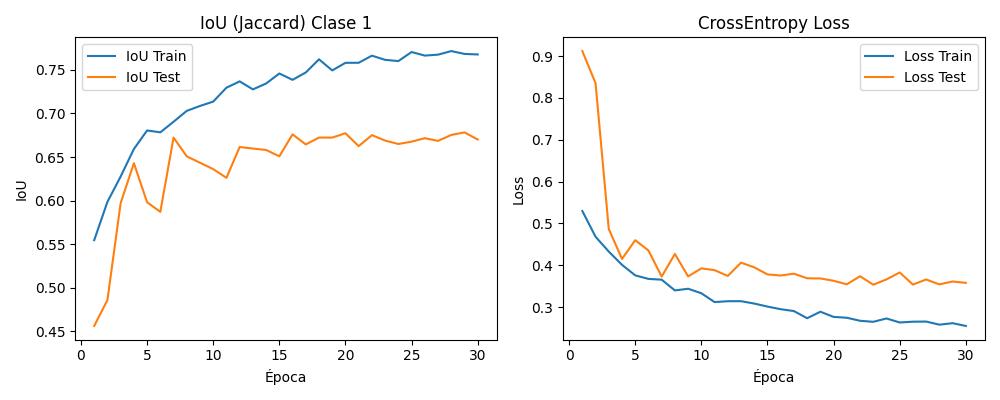 IoU (Jaccard) Clase 1
IoU Train
IoU Test
IoU
0.75
0.70
0.65
0.60
0.55
0.50
0.45
0 5 10 15 20 25 30
Época
CrossEntropy Loss
Loss Train
Loss Test
Loss
0.9
0.8
0.7
0.6
0.5
0.4
0.3
0 5 10 15 20 25 30
Época